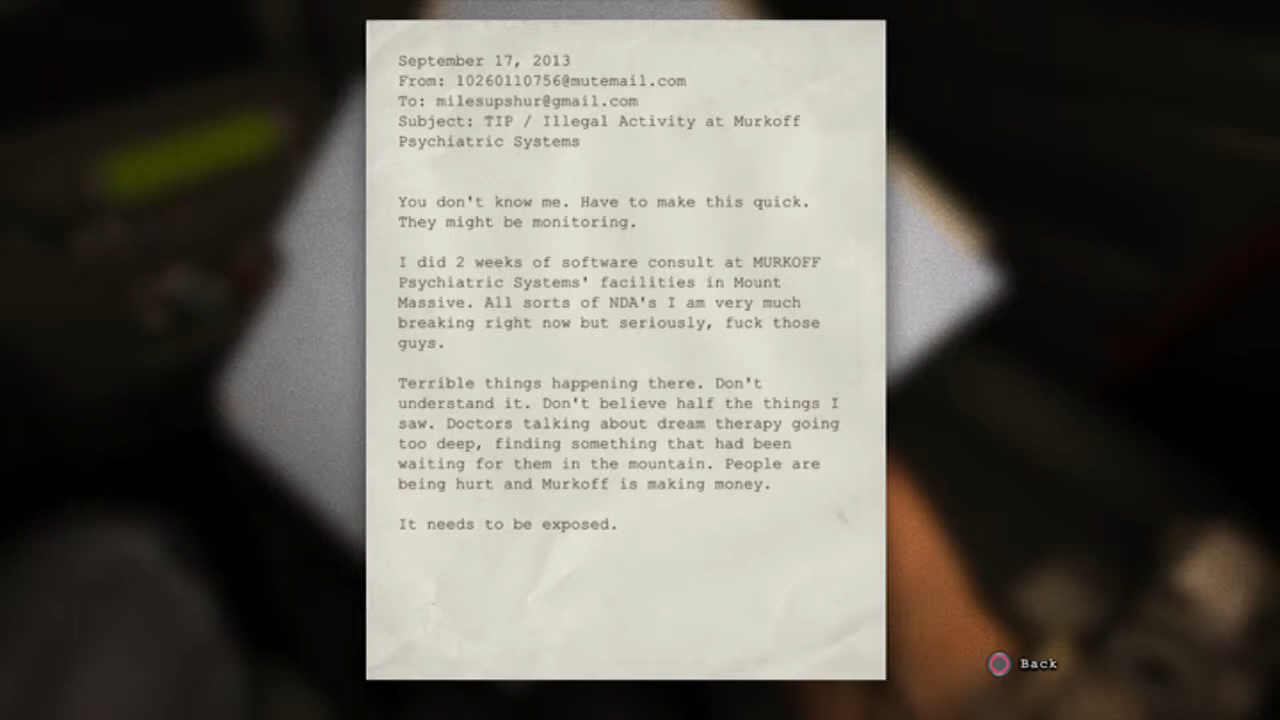 September 17, 2013
From: 10260110756@mutemail.com
To: milesupshur@gmail.com
Subject: TIP / Illegal Activity at Murkoff
Psychiatric Systems
You don't know me. Have to make this quick.
They might be monitoring.
I did 2 weeks of software consult at MURKOFF
Psychiatric Systems' facilities in Mount
Massive. All sorts of NDA's I am very much
breaking right now but seriously, fuck those
guys.
Terrible things happening there. Don't
understand it. Don't believe half the things I
saw. Doctors talking about dream therapy going
too deep, finding something that had been
waiting for them in the mountain. People are
being hurt and Murkoff is making money.
It needs to be exposed.
Back